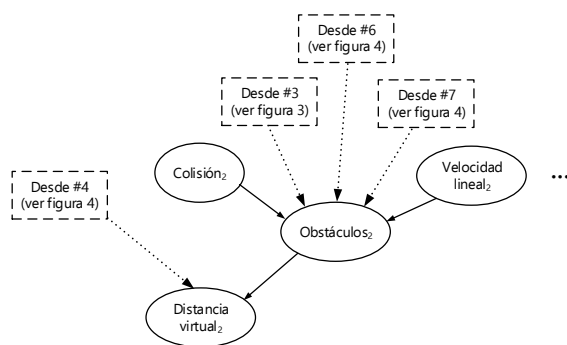 Desde #6
(ver figura 4)
Desde #3
(ver figura 3)
Desde #7
(ver figura 4)
Desde #4
(ver figura 4)
Colisión₂
Velocidad
lineal₂
...
Obstáculos₂
Distancia
virtual₂